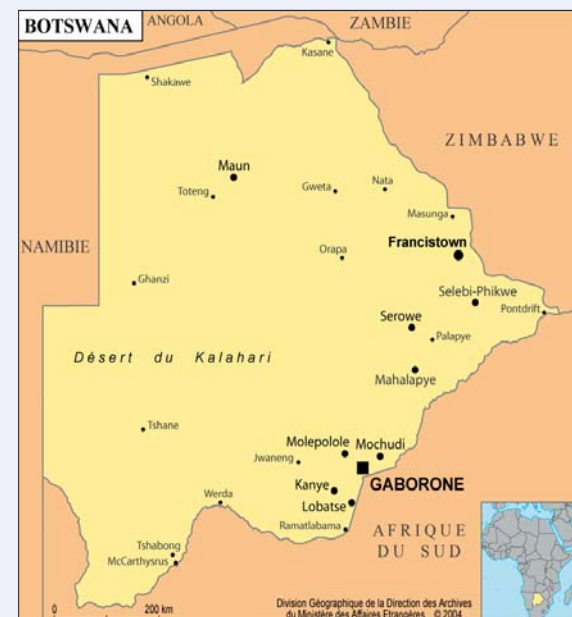 BOTSWANA
ANGOLA
ZAMBIE
Kasane
Shakawe
ZIMBABWE
Maun
Toteng
Gweta
Nata
Masunga
NAMIBIE
Francistown
Orapa
Ghanzi
Selebi-Phikwe
Pontdrift
Serowe
Palapye
Désert du Kalahari
Mahalapye
Tshane
Molepolole
Mochudi
Jwaneng
GABORONE
Kanye
Werda
Lobatse
Ramatlabama
AFRIQUE
DU SUD
Tshabong
McCarthysrus
0 200 km
Division Géographique de la Direction des Archives
du Ministère des Affaires Etrangères © 2004